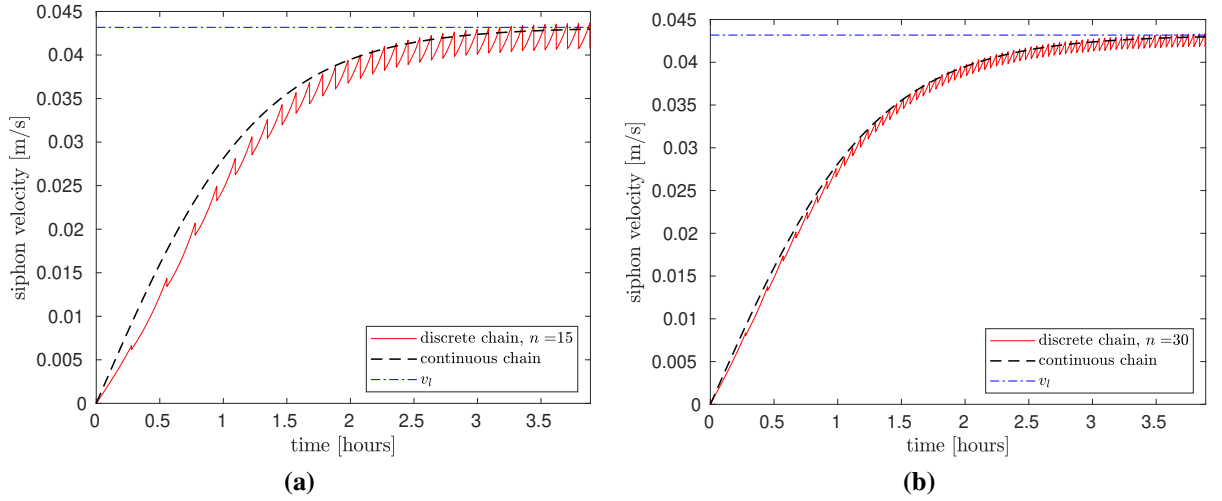 0.045
0.04
0.035
0.03
0.025
0.02
0.015
0.01
0.005
0
siphon velocity [m/s]
discrete chain, n =15
continuous chain
v_l
0 0.5 1 1.5 2 2.5 3 3.5
time [hours]
(a)
0.045
0.04
0.035
0.03
0.025
0.02
0.015
0.01
0.005
0
siphon velocity [m/s]
discrete chain, n =30
continuous chain
v_l
0 0.5 1 1.5 2 2.5 3 3.5
time [hours]
(b)